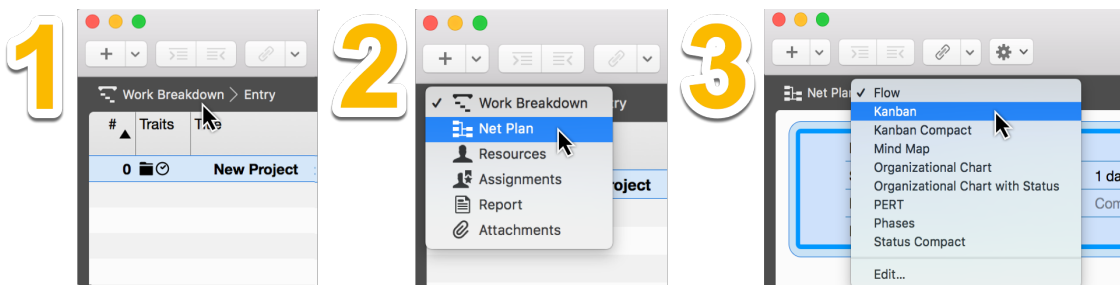 1
Work Breakdown > Entry
# Traits Title
0 New Project
2
✓ Work Breakdown
Net Plan
Resources
Assignments
Report
Attachments
ry
roject
3
Net Pla
✓ Flow
Kanban
Kanban Compact
Mind Map
Organizational Chart
Organizational Chart with Status
PERT
Phases
Status Compact
Edit...
1 da
Com